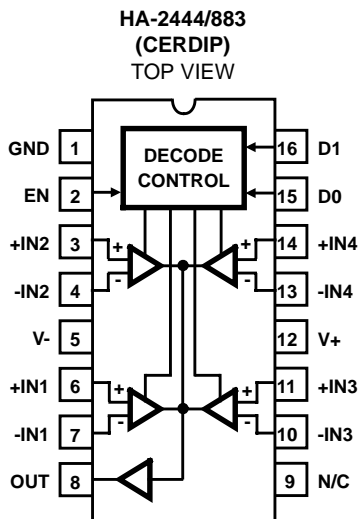 HA-2444/883
(CERDIP)
TOP VIEW
GND 1 DECODE CONTROL 16 D1
EN 2 15 D0
+IN2 3 + + 14 +IN4
-IN2 4 - - 13 -IN4
V- 5 12 V+
+IN1 6 + + 11 +IN3
-IN1 7 - - 10 -IN3
OUT 8 9 N/C